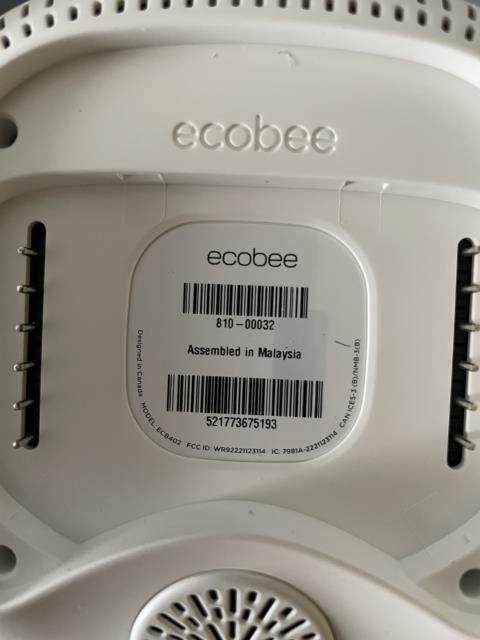 ecobee
ecobee
810-00032
Assembled in Malaysia
521773675193
Designed in Canada MODEL: ECB402 FCC ID: WR92221123114 IC: 7981A-2221123114 CAN ICES-3 (B)/NMB-3(B)